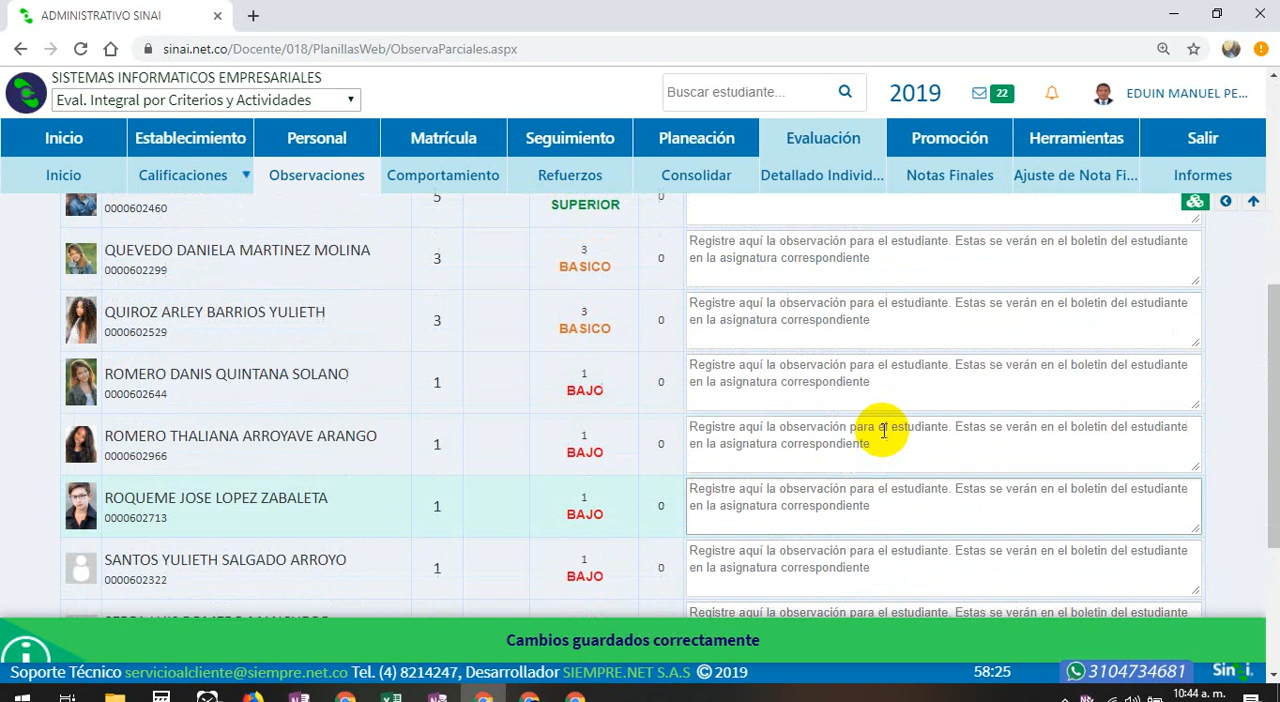 ADMINISTRATIVO SINAI
sinai.net.co/Docente/018/PlanillasWeb/ObservaParciales.aspx
SISTEMAS INFORMATICOS EMPRESARIALES
Eval. Integral por Criterios y Actividades
Buscar estudiante...
2019
22
EDUIN MANUEL PE...
Inicio Establecimiento Personal Matrícula Seguimiento Planeación Evaluación Promoción Herramientas Salir
Inicio Calificaciones Observaciones Comportamiento Refuerzos Consolidar Detallado Individ... Notas Finales Ajuste de Nota Fi... Informes
0000602460
5
SUPERIOR
0
QUEVEDO DANIELA MARTINEZ MOLINA
0000602299
3
3
BASICO
0
Registre aquí la observación para el estudiante. Estas se verán en el boletin del estudiante
en la asignatura correspondiente
QUIROZ ARLEY BARRIOS YULIETH
0000602529
3
3
BASICO
0
Registre aquí la observación para el estudiante. Estas se verán en el boletin del estudiante
en la asignatura correspondiente
ROMERO DANIS QUINTANA SOLANO
0000602644
1
1
BAJO
0
Registre aquí la observación para el estudiante. Estas se verán en el boletin del estudiante
en la asignatura correspondiente
ROMERO THALIANA ARROYAVE ARANGO
0000602966
1
1
BAJO
0
Registre aquí la observación para el estudiante. Estas se verán en el boletin del estudiante
en la asignatura correspondiente
ROQUEME JOSE LOPEZ ZABALETA
0000602713
1
1
BAJO
0
Registre aquí la observación para el estudiante. Estas se verán en el boletin del estudiante
en la asignatura correspondiente
SANTOS YULIETH SALGADO ARROYO
0000602322
1
1
BAJO
0
Registre aquí la observación para el estudiante. Estas se verán en el boletin del estudiante
en la asignatura correspondiente
Registre aquí la observación para el estudiante. Estas se verán en el boletin del estudiante
Cambios guardados correctamente
Soporte Técnico servicioalcliente@siempre.net.co Tel. (4) 8214247, Desarrollador SIEMPRE.NET S.A.S © 2019
58:25
3104734681
Sinai
10:44 a. m.